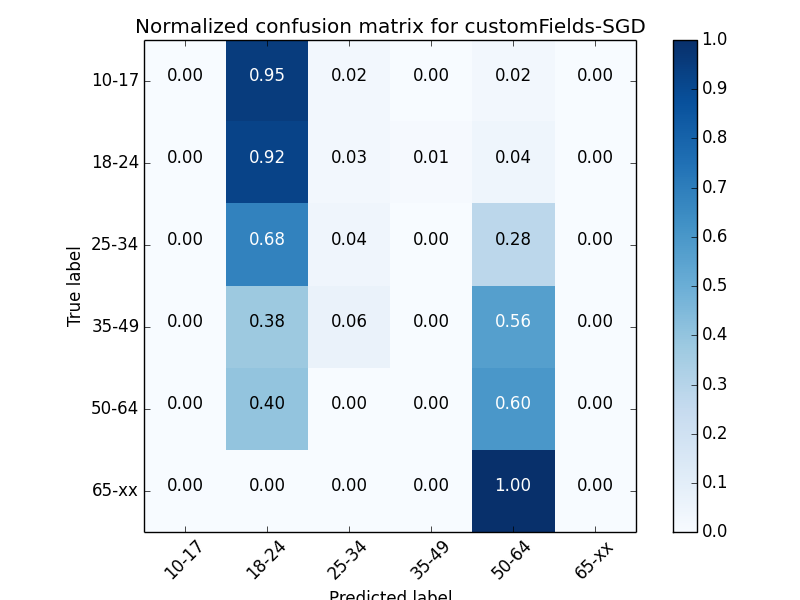 Normalized confusion matrix for customFields-SGD
True label
10-17 0.00 0.95 0.02 0.00 0.02 0.00
18-24 0.00 0.92 0.03 0.01 0.04 0.00
25-34 0.00 0.68 0.04 0.00 0.28 0.00
35-49 0.00 0.38 0.06 0.00 0.56 0.00
50-64 0.00 0.40 0.00 0.00 0.60 0.00
65-xx 0.00 0.00 0.00 0.00 1.00 0.00
10-17 18-24 25-34 35-49 50-64 65-xx
Predicted label
1.0
0.9
0.8
0.7
0.6
0.5
0.4
0.3
0.2
0.1
0.0